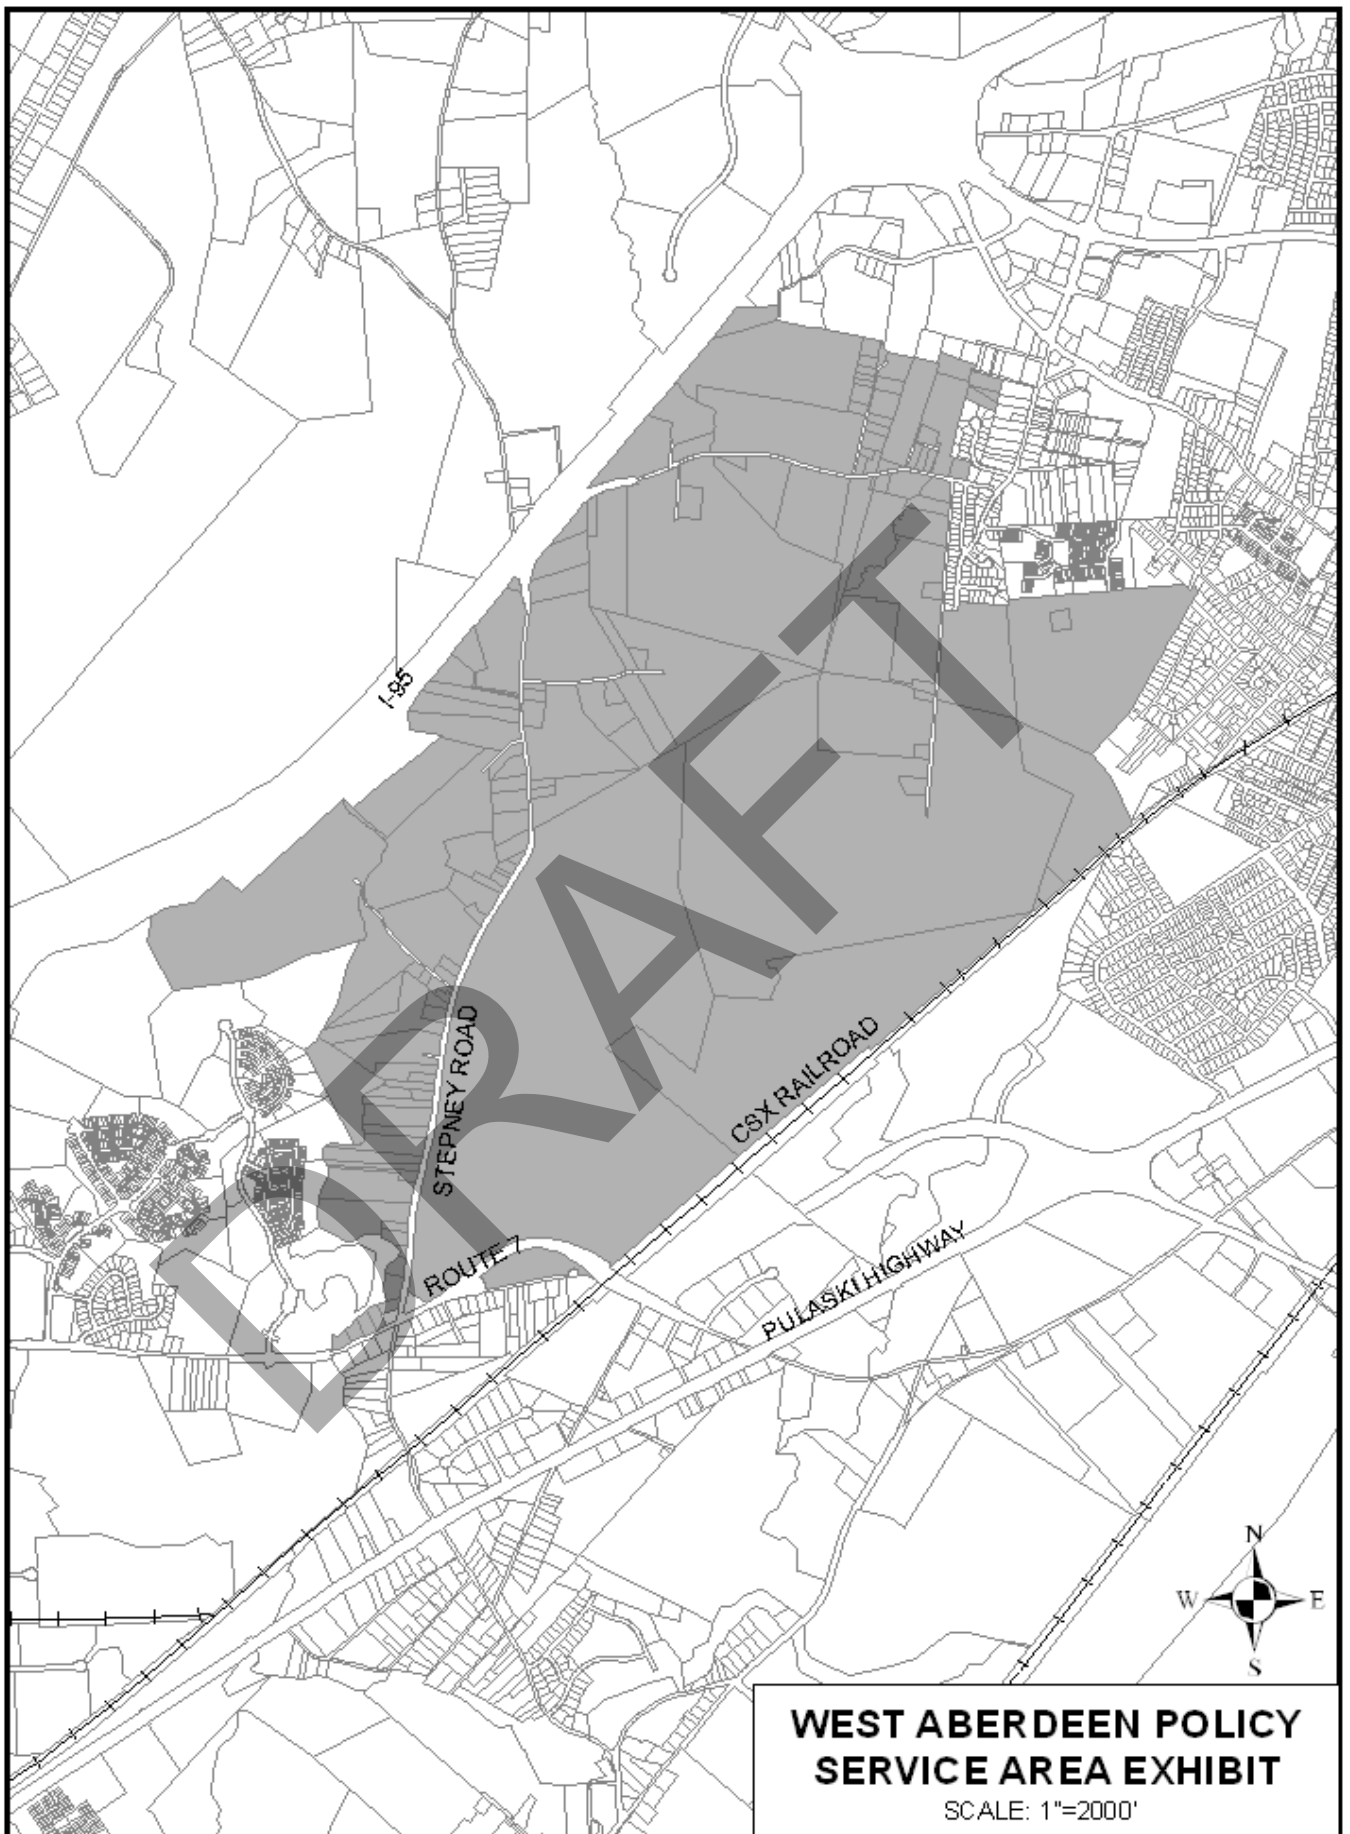 I-95
DRAFT
STEPNEY ROAD
CSX RAILROAD
ROUTE 7
PULASKI HIGHWAY
N
W E
S
WEST ABERDEEN POLICY
SERVICE AREA EXHIBIT
SCALE: 1"=2000'